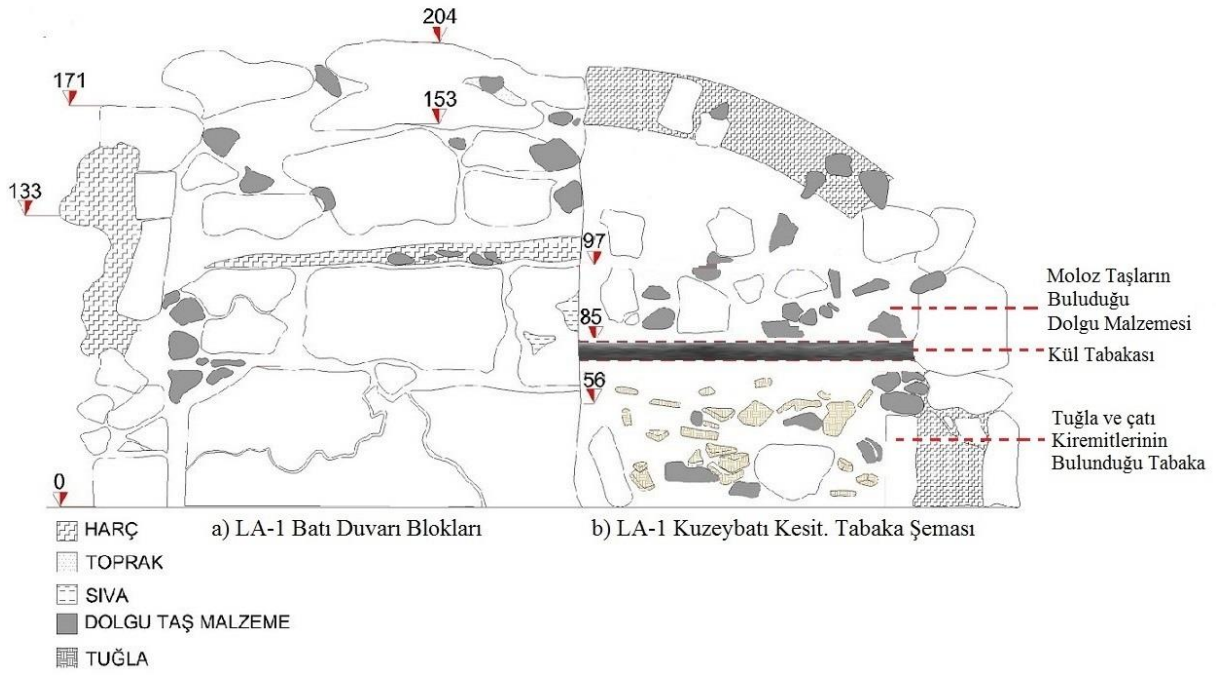 204
171
153
133
97
Moloz Taşların
Buluduğu
Dolgu Malzemesi
85
Kül Tabakası
56
Tuğla ve çatı
Kiremitlerinin
Bulunduğu Tabaka
0
a) LA-1 Batı Duvarı Blokları
b) LA-1 Kuzeybatı Kesit. Tabaka Şeması
HARÇ
TOPRAK
SIVA
DOLGU TAŞ MALZEME
TUĞLA